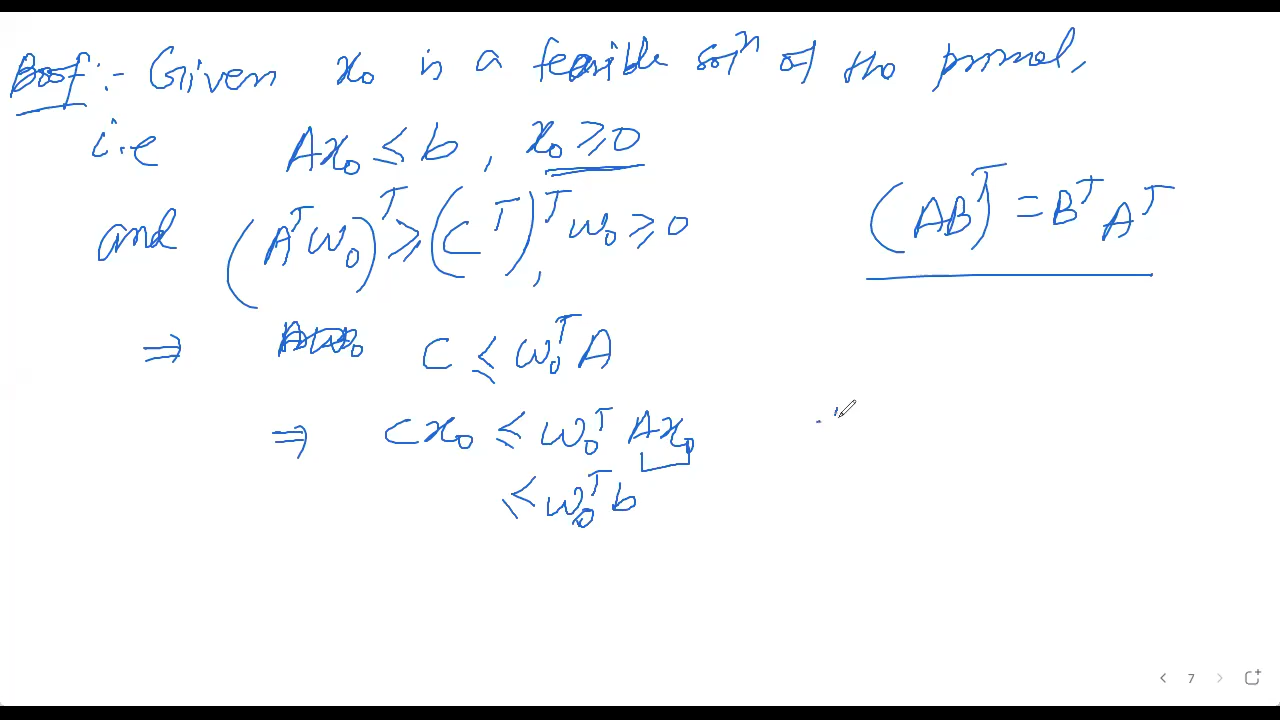 Proof :- Given x₀ is a feasible solⁿ of the primal,
i.e Ax₀ ≤ b, x₀ ≥ 0
and (AᵀW₀)ᵀ ≥ (Cᵀ)ᵀ, W₀ ≥ 0
(AB)ᵀ = BᵀAᵀ
⇒ C ≤ W₀ᵀA
⇒ Cx₀ ≤ W₀ᵀAx₀
≤ W₀ᵀb
< 7 >